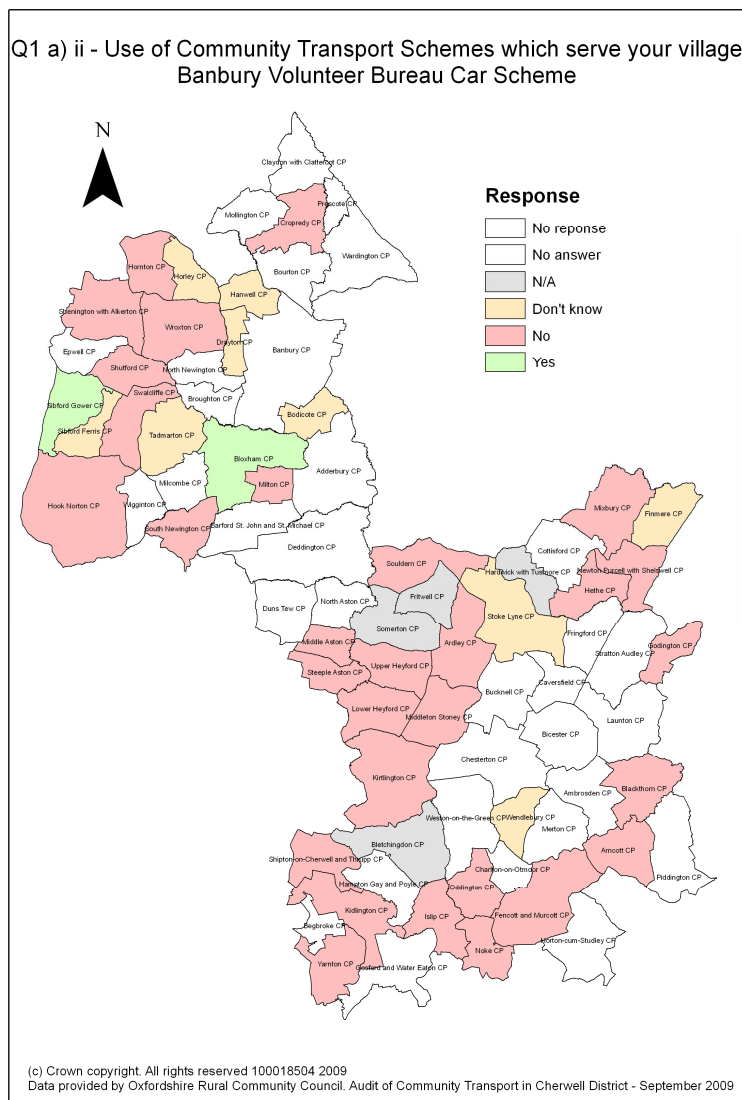 Q1 a) ii - Use of Community Transport Schemes which serve your village
Banbury Volunteer Bureau Car Scheme
N
Claydon with Clattercot CP
Prescote CP
Mollington CP
Cropredy CP
Wardington CP
Bourton CP
Hornton CP
Horley CP
Hanwell CP
Shenington with Alkerton CP
Wroxton CP
Drayton CP
Epwell CP
Banbury CP
Shutford CP
North Newington CP
Swalcliffe CP
Broughton CP
Sibford Gower CP
Bodicote CP
Sibford Ferris CP
Tadmarton CP
Bloxham CP
Adderbury CP
Milcombe CP
Milton CP
Hook Norton CP
Wigginton CP
South Newington CP
Barford St. John and St. Michael CP
Deddington CP
Response
No reponse
No answer
N/A
Don't know
No
Yes
Mixbury CP
Finmere CP
Cottisford CP
Souldern CP
Hardwick with Tusmore CP
Newton Purcell with Shelswell CP
Hethe CP
Fritwell CP
North Aston CP
Duns Tew CP
Stoke Lyne CP
Somerton CP
Fringford CP
Middle Aston CP
Ardley CP
Godington CP
Stratton Audley CP
Upper Heyford CP
Steeple Aston CP
Caversfield CP
Bucknell CP
Lower Heyford CP
Middleton Stoney CP
Launton CP
Bicester CP
Chesterton CP
Kirtlington CP
Blackthorn CP
Ambrosden CP
Weston-on-the-Green CP
Wendlebury CP
Merton CP
Bletchingdon CP
Arncott CP
Shipton-on-Cherwell and Thrupp CP
Charlton-on-Otmoor CP
Piddington CP
Hampton Gay and Poyle CP
Oddington CP
Kidlington CP
Islip CP
Fencott and Murcott CP
Begbroke CP
Horton-cum-Studley CP
Noke CP
Yarnton CP
Gosford and Water Eaton CP
(c) Crown copyright. All rights reserved 100018504 2009
Data provided by Oxfordshire Rural Community Council. Audit of Community Transport in Cherwell District - September 2009